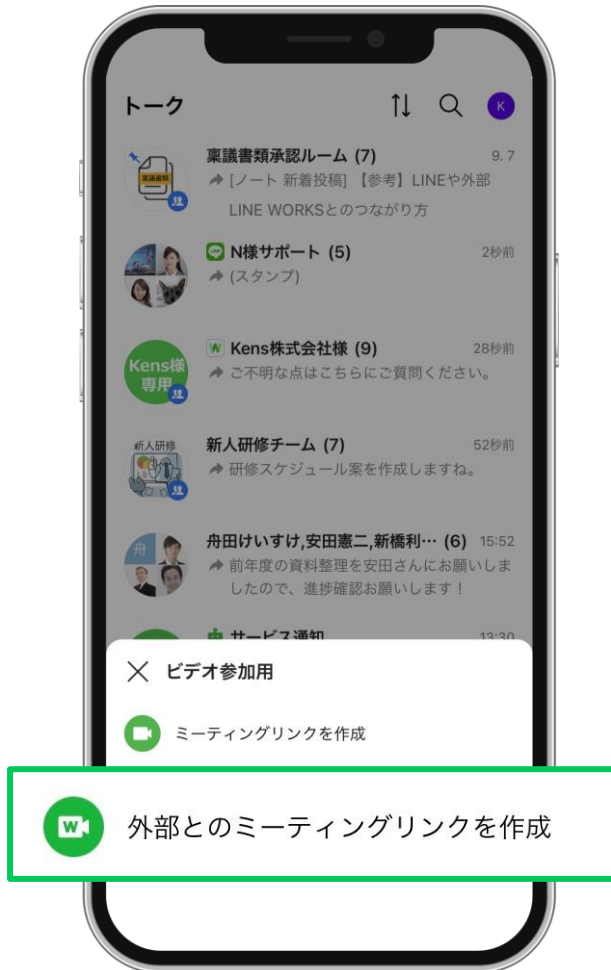 トーク
K
稟議書類承認ルーム (7) 9. 7
稟議書類
[ノート 新着投稿] 【参考】LINEや外部
LINE WORKSとのつながり方
N様サポート (5) 2秒前
(スタンプ)
Kens様
専用
W Kens株式会社様 (9) 28秒前
ご不明な点はこちらにご質問ください。
新人研修
新人研修チーム (7) 52秒前
研修スケジュール案を作成しますね。
舟
舟田けいすけ,安田憲二,新橋利… (6) 15:52
前年度の資料整理を安田さんにお願いしま
したので、進捗確認お願いします！
サービス通知 13:30
ビデオ参加用
ミーティングリンクを作成
W 外部とのミーティングリンクを作成